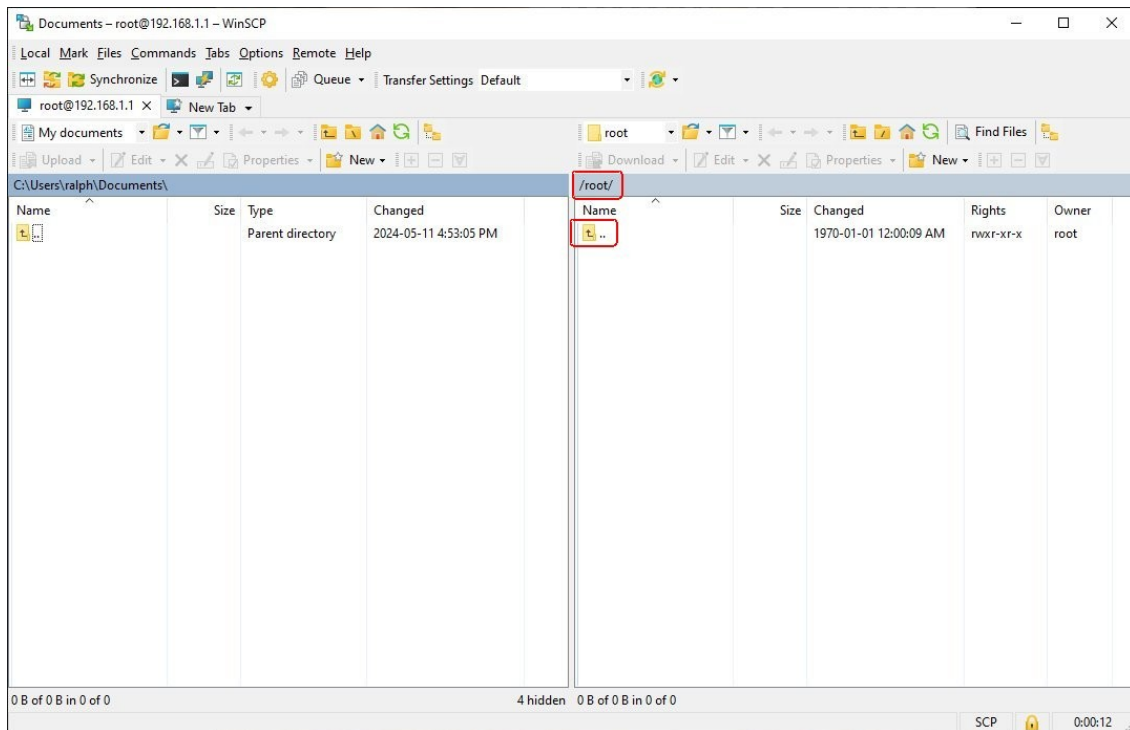 Documents – root@192.168.1.1 – WinSCP
Local Mark Files Commands Tabs Options Remote Help
Synchronize Queue Transfer Settings Default
root@192.168.1.1 New Tab
My documents
Upload Edit Properties New
C:\Users\ralph\Documents\
Name Size Type Changed
.. Parent directory 2024-05-11 4:53:05 PM
0 B of 0 B in 0 of 0 4 hidden
root Find Files
Download Edit Properties New
/root/
Name Size Changed Rights Owner
.. 1970-01-01 12:00:09 AM rwxr-xr-x root
0 B of 0 B in 0 of 0
SCP 0:00:12